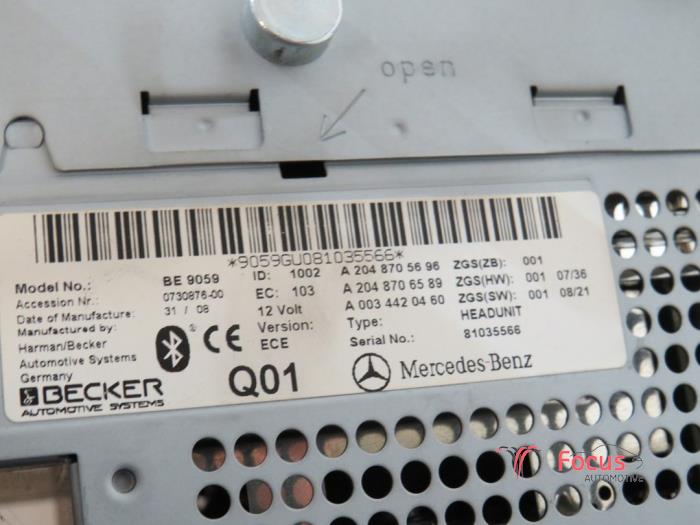 open
*9059GU081035566*
Model No.: BE 9059 ID: 1002 A 204 870 56 96 ZGS(ZB): 001
Accession Nr.: 0730876-00 EC: 103 A 204 870 65 89 ZGS(HW): 001 07/36
Date of Manufacture: 31 / 08 12 Volt A 003 442 04 60 ZGS(SW): 001 08/21
Manufactured by: Version: Type: HEADUNIT
Harman/Becker ECE Serial No.: 81035566
Automotive Systems
Germany
CE
BECKER
AUTOMOTIVE SYSTEMS
Q01
Mercedes-Benz
Focus
AUTOMOTIVE